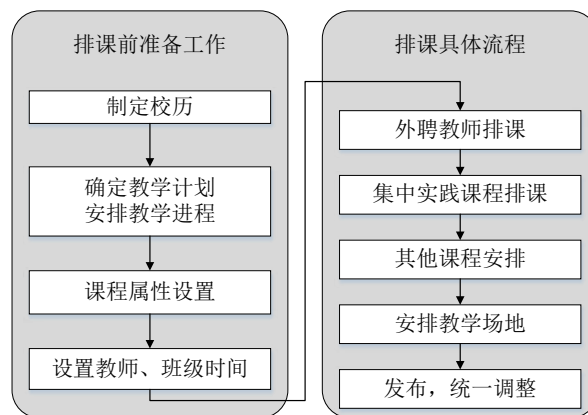 排课前准备工作
制定校历
确定教学计划
安排教学进程
课程属性设置
设置教师、班级时间
排课具体流程
外聘教师排课
集中实践课程排课
其他课程安排
安排教学场地
发布，统一调整